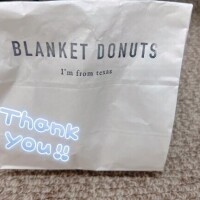 BLANKET DONUTS
I'm from texas
Thank
you!!